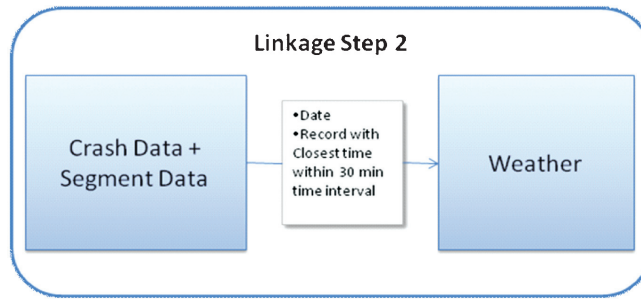 Linkage Step 2
Crash Data +
Segment Data
•Date
•Record with
Closest time
within 30 min
time interval
Weather